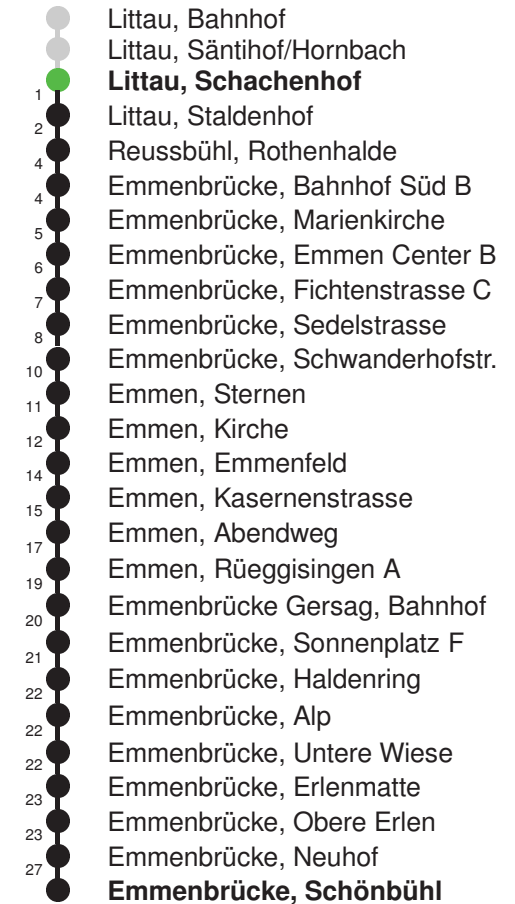 Littau, Bahnhof
Littau, Säntihof/Hornbach
Littau, Schachenhof
1
Littau, Staldenhof
2
Reussbühl, Rothenhalde
4
Emmenbrücke, Bahnhof Süd B
4
Emmenbrücke, Marienkirche
5
Emmenbrücke, Emmen Center B
6
Emmenbrücke, Fichtenstrasse C
7
Emmenbrücke, Sedelstrasse
8
Emmenbrücke, Schwanderhofstr.
10
Emmen, Sternen
11
Emmen, Kirche
12
Emmen, Emmenfeld
14
Emmen, Kasernenstrasse
15
Emmen, Abendweg
17
Emmen, Rüeggisingen A
19
Emmenbrücke Gersag, Bahnhof
20
Emmenbrücke, Sonnenplatz F
21
Emmenbrücke, Haldenring
22
Emmenbrücke, Alp
22
Emmenbrücke, Untere Wiese
22
Emmenbrücke, Erlenmatte
23
Emmenbrücke, Obere Erlen
23
Emmenbrücke, Neuhof
27
Emmenbrücke, Schönbühl